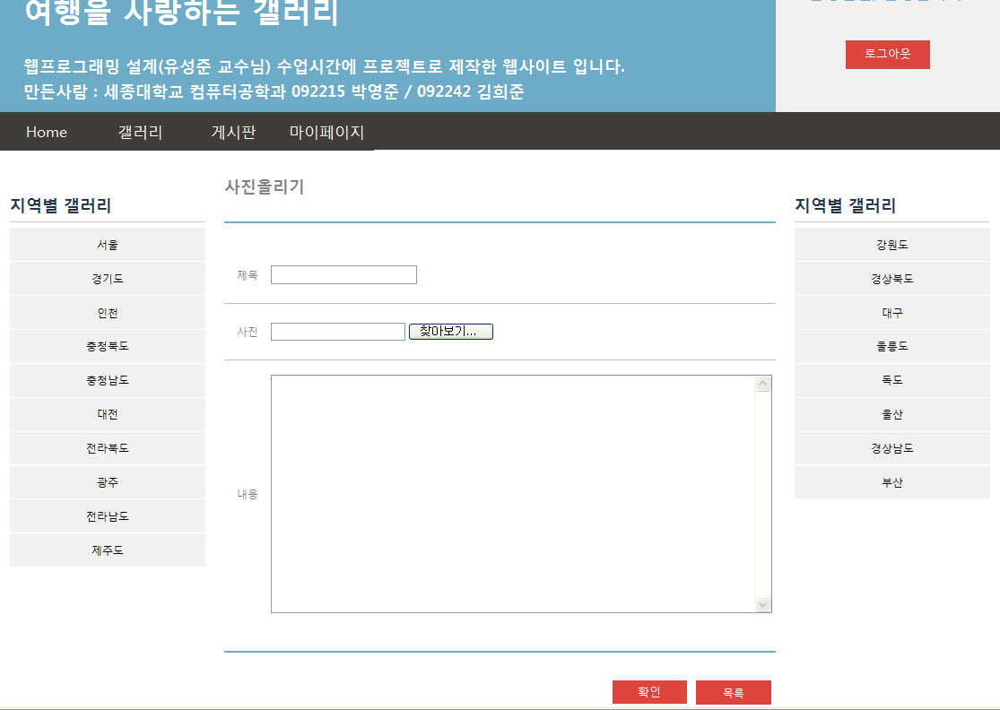 여행을 사랑하는 갤러리
웹프로그래밍 설계(유성준 교수님) 수업시간에 프로젝트로 제작한 웹사이트 입니다.
만든사람 : 세종대학교 컴퓨터공학과 092215 박영준 / 092242 김희준
로그아웃
Home 갤러리 게시판 마이페이지
지역별 갤러리
서울
경기도
인천
충청북도
충청남도
대전
전라북도
광주
전라남도
제주도
사진올리기
제목
사진 찾아보기...
내용
확인 목록
지역별 갤러리
강원도
경상북도
대구
울릉도
독도
울산
경상남도
부산